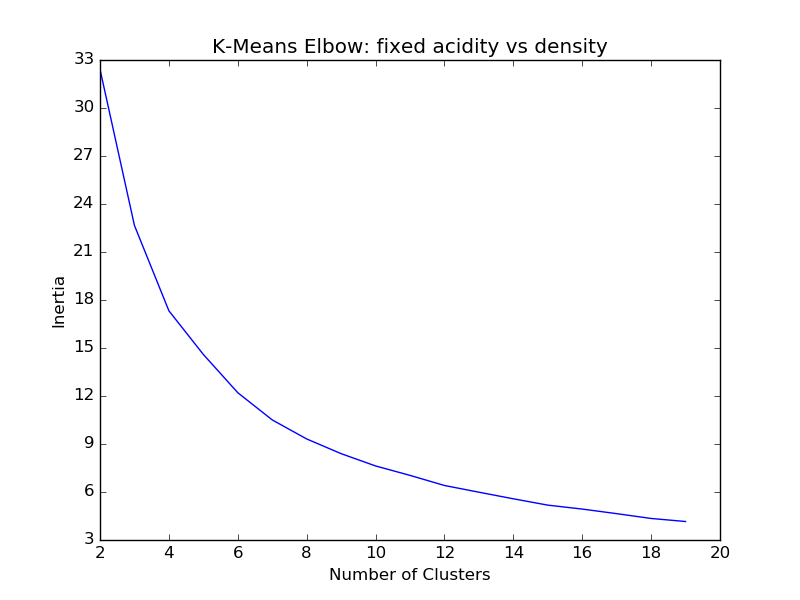 K-Means Elbow: fixed acidity vs density
33
30
27
24
21
18
15
12
9
6
3
Inertia
2 4 6 8 10 12 14 16 18 20
Number of Clusters